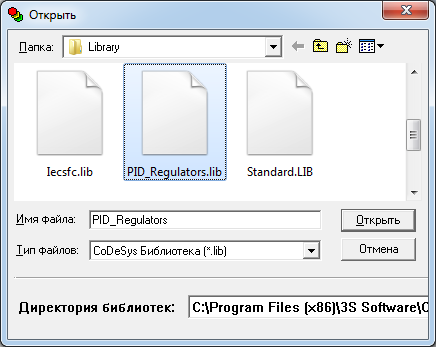 Открыть
Папка: Library
Iecsfc.lib PID_Regulators.lib Standard.LIB
Имя файла: PID_Regulators Открыть
Тип файлов: CoDeSys Библиотека (*.lib) Отмена
Директория библиотек: C:\Program Files (x86)\3S Software\C